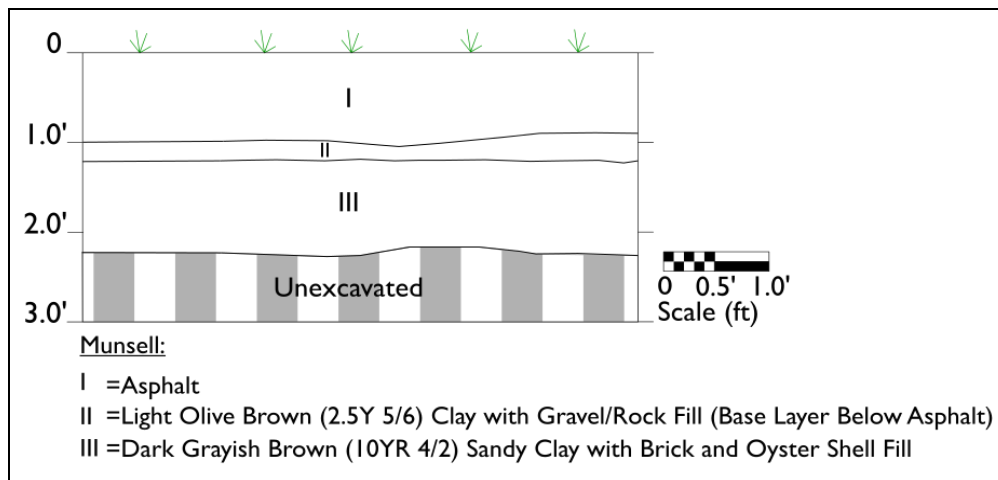 0
I
1.0'
II
III
2.0'
Unexcavated
3.0'
0 0.5' 1.0'
Scale (ft)
Munsell:
I =Asphalt
II =Light Olive Brown (2.5Y 5/6) Clay with Gravel/Rock Fill (Base Layer Below Asphalt)
III =Dark Grayish Brown (10YR 4/2) Sandy Clay with Brick and Oyster Shell Fill